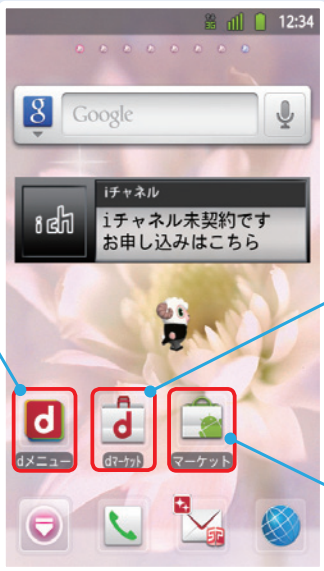 3G 12:34
8 Google
ich iチャネル
iチャネル未契約です
お申し込みはこちら
d d
dメニュー dマーケット マーケット